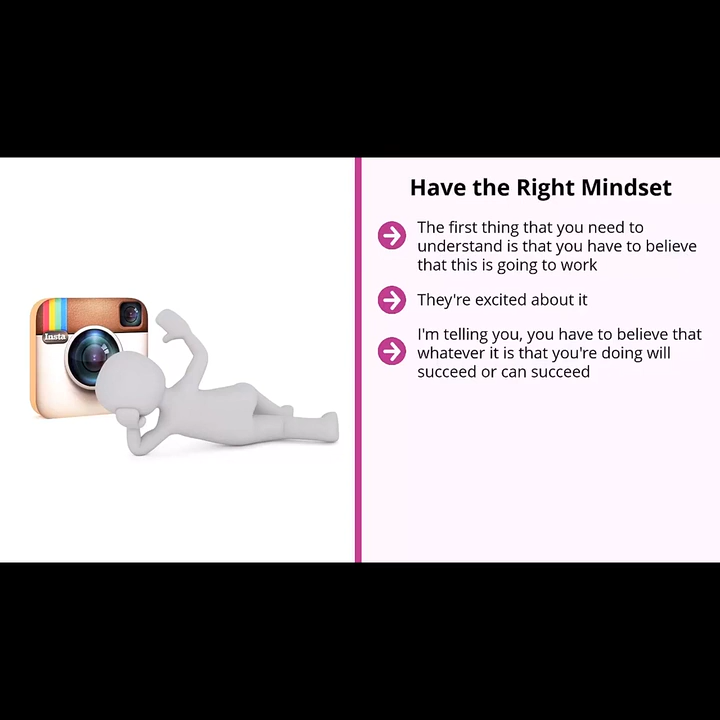 Have the Right Mindset
The first thing that you need to
understand is that you have to believe
that this is going to work
They're excited about it
I'm telling you, you have to believe that
whatever it is that you're doing will
succeed or can succeed
Insta